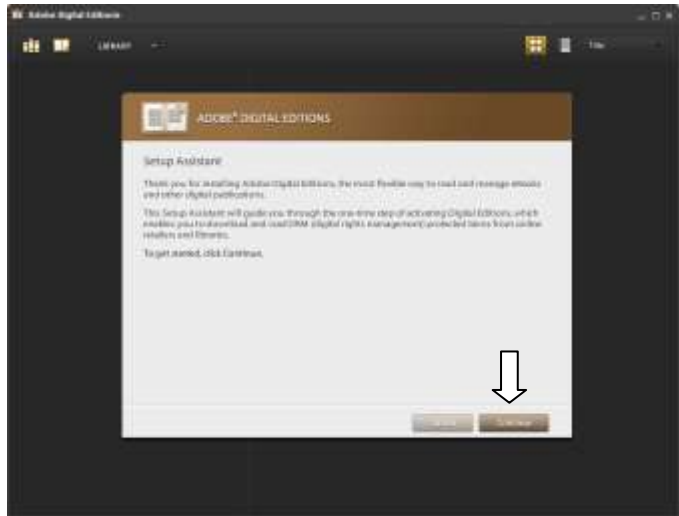 Adobe Digital Editions
LIBRARY
Title
ADOBE® DIGITAL EDITIONS
Setup Assistant
Thank you for installing Adobe Digital Editions, the most flexible way to read and manage eBooks
and other digital publications.
This Setup Assistant will guide you through the one-time step of activating Digital Editions, which
enables you to download and read DRM (digital rights management) protected items from online
retailers and libraries.
To get started, click Continue.
Continue